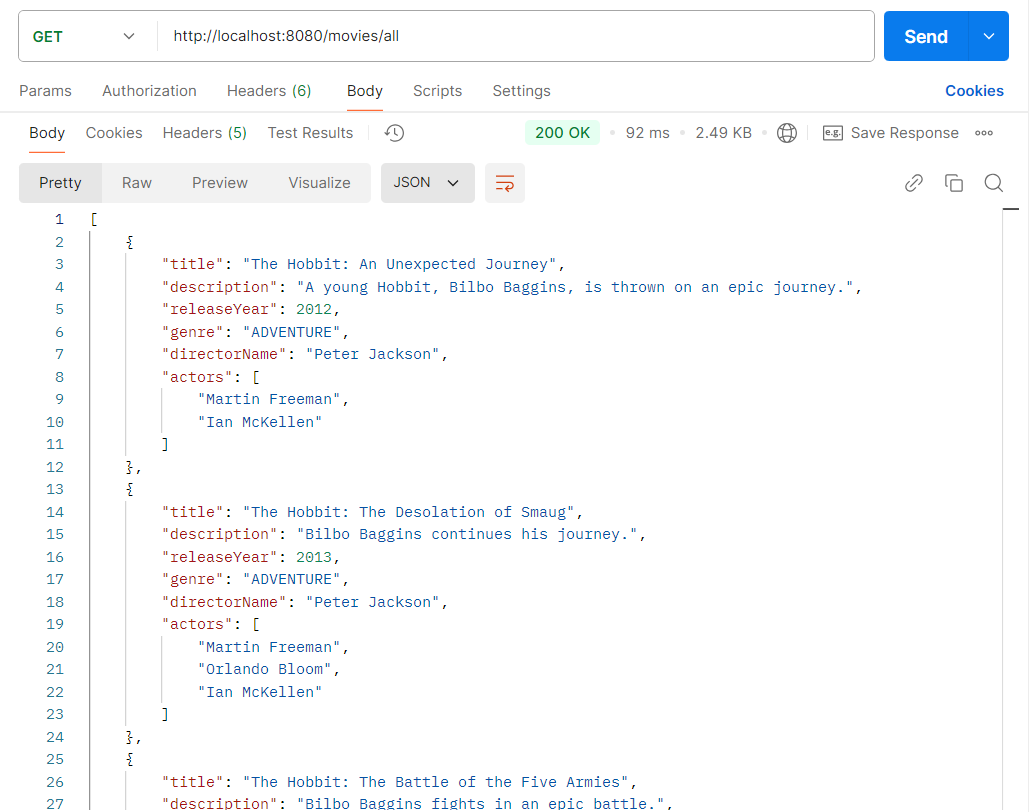 GET http://localhost:8080/movies/all Send
Params Authorization Headers (6) Body Scripts Settings Cookies
Body Cookies Headers (5) Test Results 200 OK 92 ms 2.49 KB e.g. Save Response
Pretty Raw Preview Visualize JSON
1 [
2 {
3 "title": "The Hobbit: An Unexpected Journey",
4 "description": "A young Hobbit, Bilbo Baggins, is thrown on an epic journey.",
5 "releaseYear": 2012,
6 "genre": "ADVENTURE",
7 "directorName": "Peter Jackson",
8 "actors": [
9 "Martin Freeman",
10 "Ian McKellen"
11 ]
12 },
13 {
14 "title": "The Hobbit: The Desolation of Smaug",
15 "description": "Bilbo Baggins continues his journey.",
16 "releaseYear": 2013,
17 "genre": "ADVENTURE",
18 "directorName": "Peter Jackson",
19 "actors": [
20 "Martin Freeman",
21 "Orlando Bloom",
22 "Ian McKellen"
23 ]
24 },
25 {
26 "title": "The Hobbit: The Battle of the Five Armies",
27 "description": "Bilbo Baggins fights in an epic battle.",